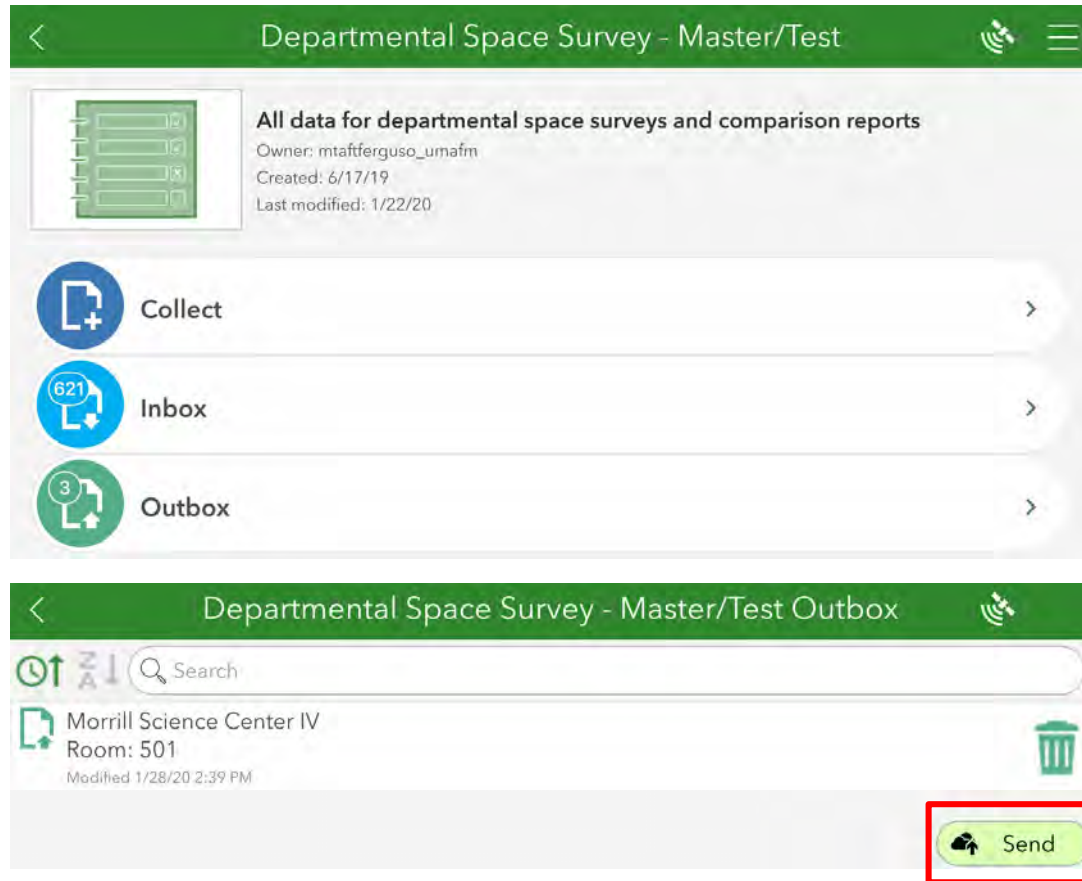 Departmental Space Survey - Master/Test
All data for departmental space surveys and comparison reports
Owner: mtaftferguso_umafm
Created: 6/17/19
Last modified: 1/22/20
Collect
621
Inbox
3
Outbox
Departmental Space Survey - Master/Test Outbox
Z
A
Search
Morrill Science Center IV
Room: 501
Modified 1/28/20 2:39 PM
Send